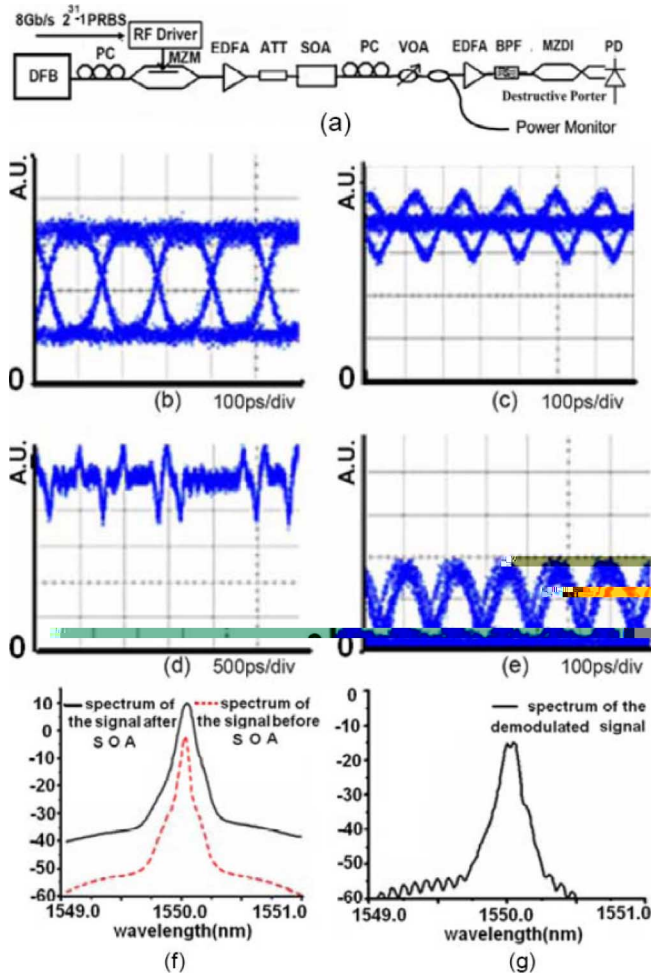 8Gb/s 2^31-1PRBS
RF Driver
PC
MZM
EDFA
ATT
SOA
PC
VOA
EDFA
BPF
MZDI
PD
DFB
Destructive Porter
Power Monitor
(a)
A.U.
0
(b)
100ps/div
A.U.
0
(c)
100ps/div
A.U.
0
(d)
500ps/div
A.U.
0
(e)
100ps/div
10
0
-10
-20
-30
-40
-50
-60
spectrum of
the signal after
SOA
spectrum of
the signal before
SOA
1549.0
1550.0
1551.0
wavelength(nm)
(f)
0
-10
-20
-30
-40
-50
-60
spectrum of the
demodulated signal
1549.0
1550.0
1551.0
wavelength(nm)
(g)